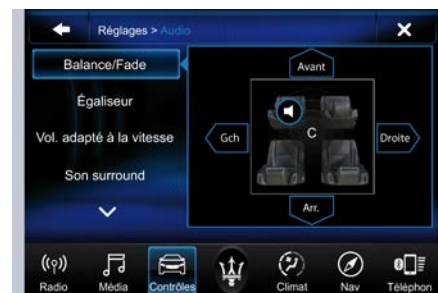 Réglages > Audio
Balance/Fade
Égaliseur
Vol. adapté à la vitesse
Son surround
Avant
Gch
C
Droite
Arr.
Radio
Média
Contrôles
Climat
Nav
Téléphon